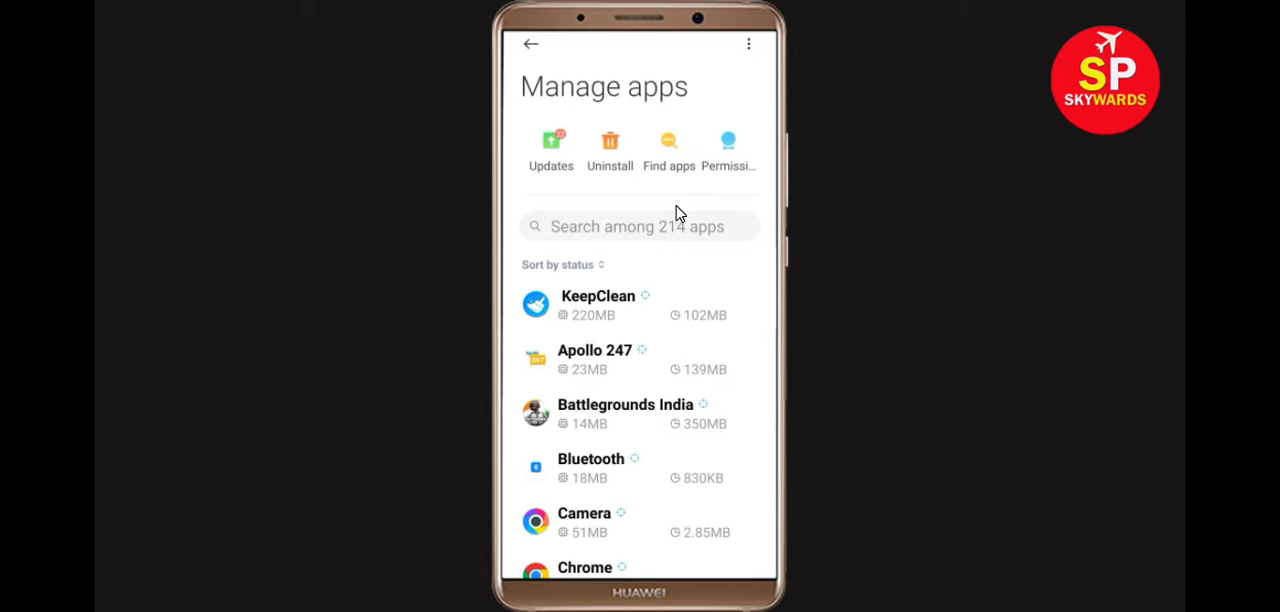 SP
SKYWARDS
Manage apps
Updates Uninstall Find apps Permissi...
Search among 214 apps
Sort by status
KeepClean
220MB 102MB
Apollo 247
23MB 139MB
Battlegrounds India
14MB 350MB
Bluetooth
18MB 830KB
Camera
51MB 2.85MB
Chrome
HUAWEI